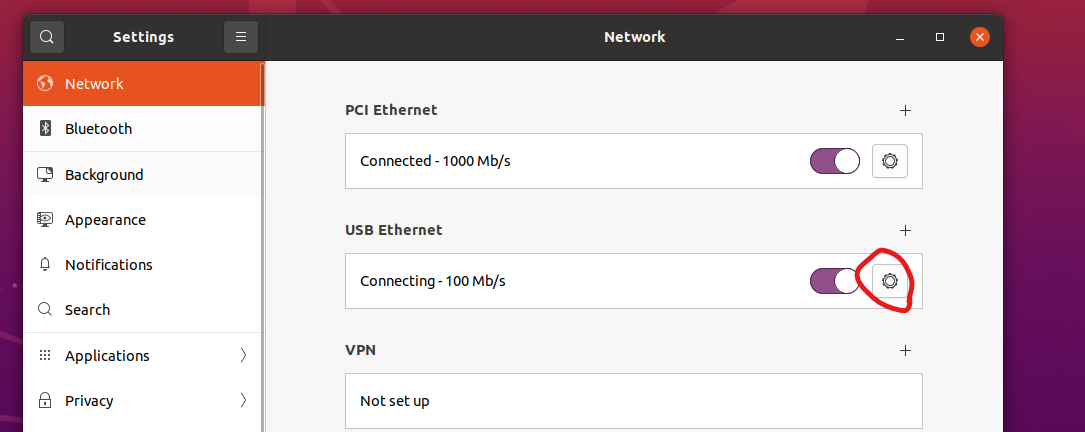 Settings
Network
Network
Bluetooth
Background
Appearance
Notifications
Search
Applications
Privacy
PCI Ethernet
Connected - 1000 Mb/s
USB Ethernet
Connecting - 100 Mb/s
VPN
Not set up